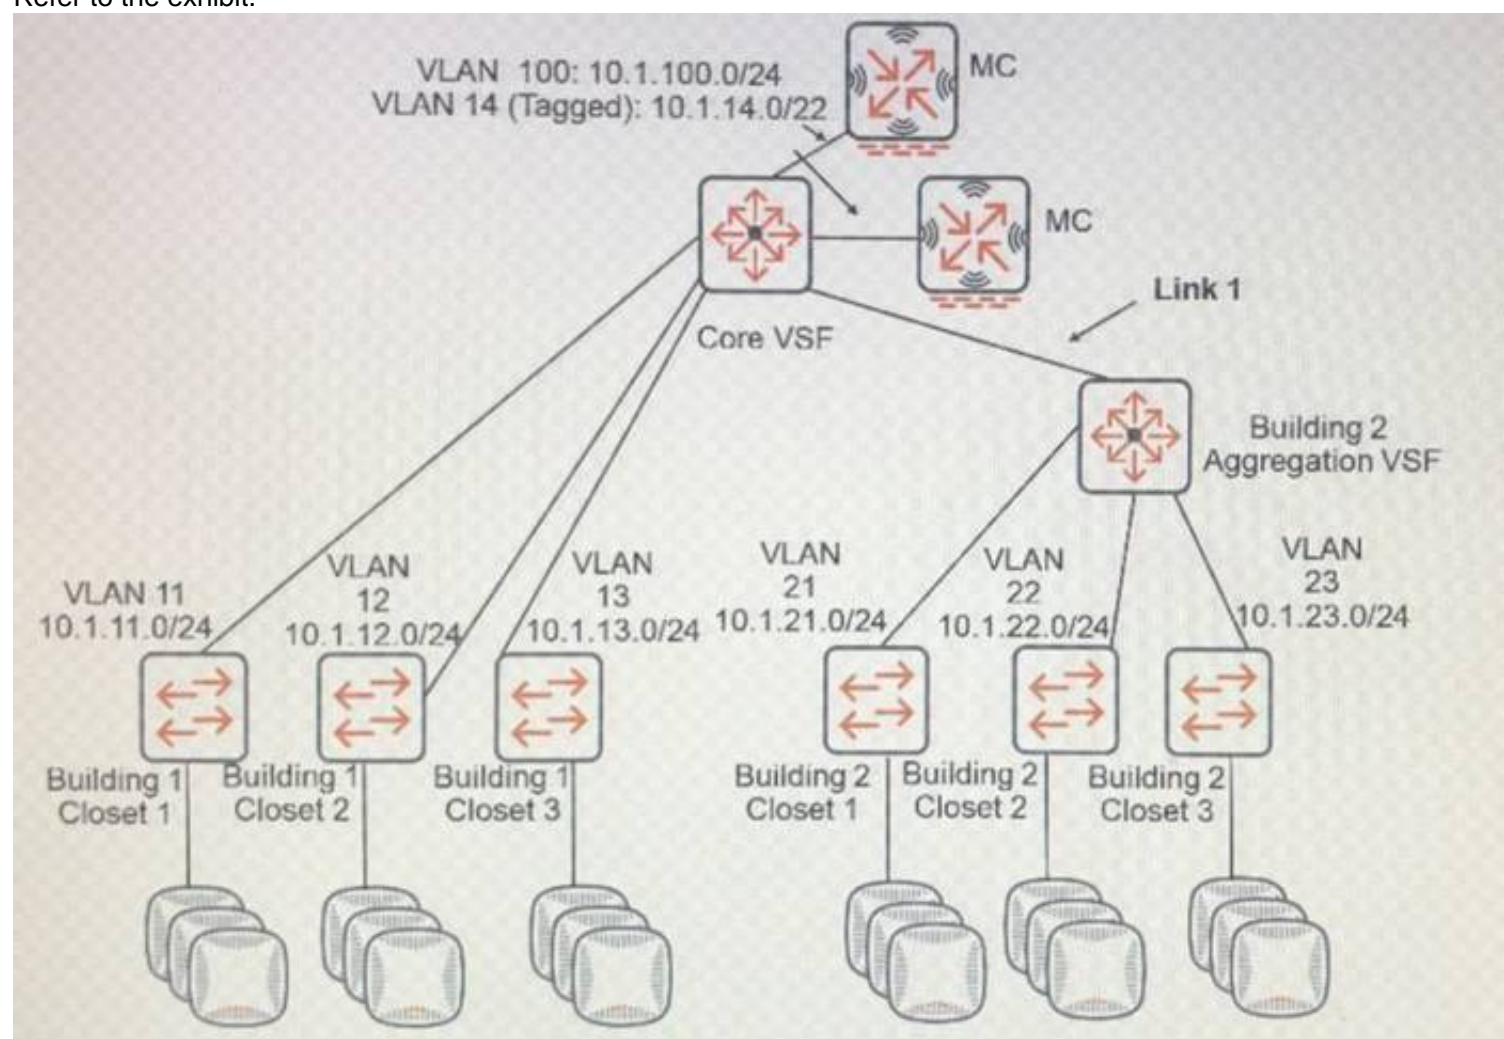 Refer to the exhibit.
VLAN 100: 10.1.100.0/24
VLAN 14 (Tagged): 10.1.14.0/22
MC
MC
Link 1
Core VSF
Building 2
Aggregation VSF
VLAN 11
10.1.11.0/24
VLAN
12
10.1.12.0/24
VLAN
13
10.1.13.0/24
VLAN
21
10.1.21.0/24
VLAN
22
10.1.22.0/24
VLAN
23
10.1.23.0/24
Building 1
Closet 1
Building 1
Closet 2
Building 1
Closet 3
Building 2
Closet 1
Building 2
Closet 2
Building 2
Closet 3